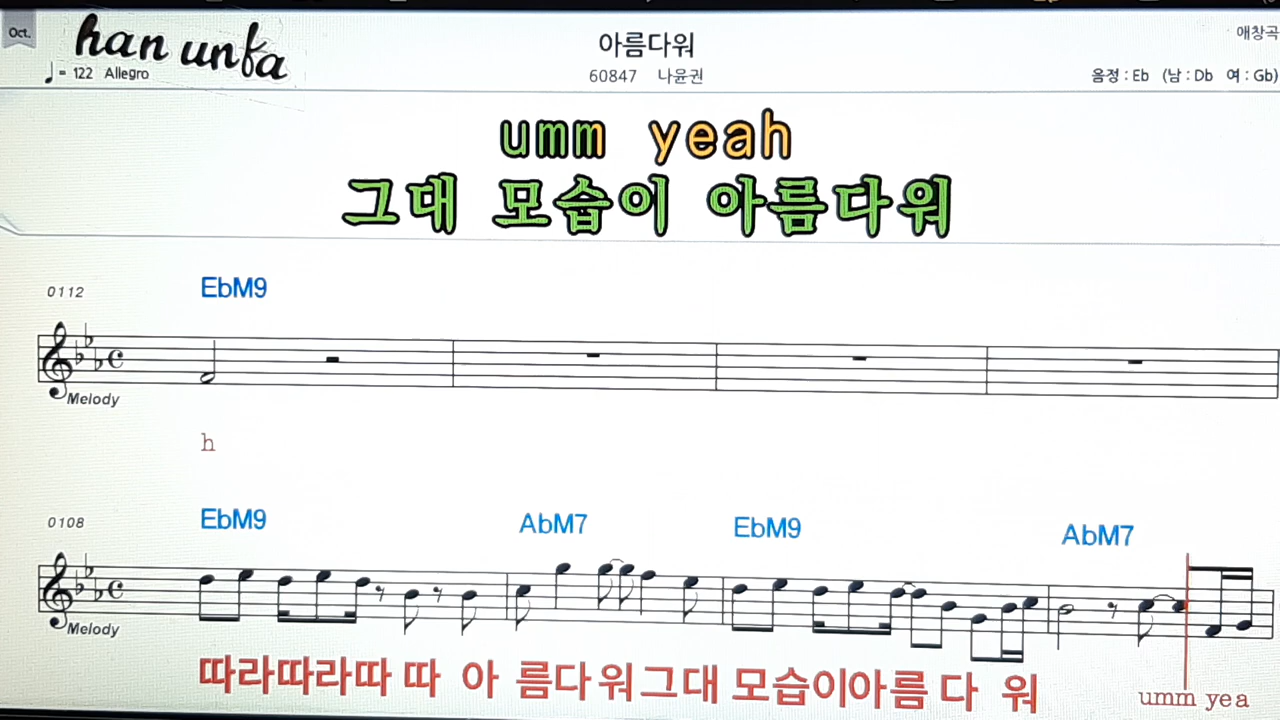 Oct.
han unfa
♩= 122 Allegro
아름다워
60847 나윤권
애창곡
음정 : Eb (남 : Db 여 : Gb)
umm yeah
그대 모습이 아름다워
0112
EbM9
Melody
h
0108
EbM9 AbM7 EbM9 AbM7
Melody
따라따라따 따 아 름다워그대 모습이아름다 워 umm yea